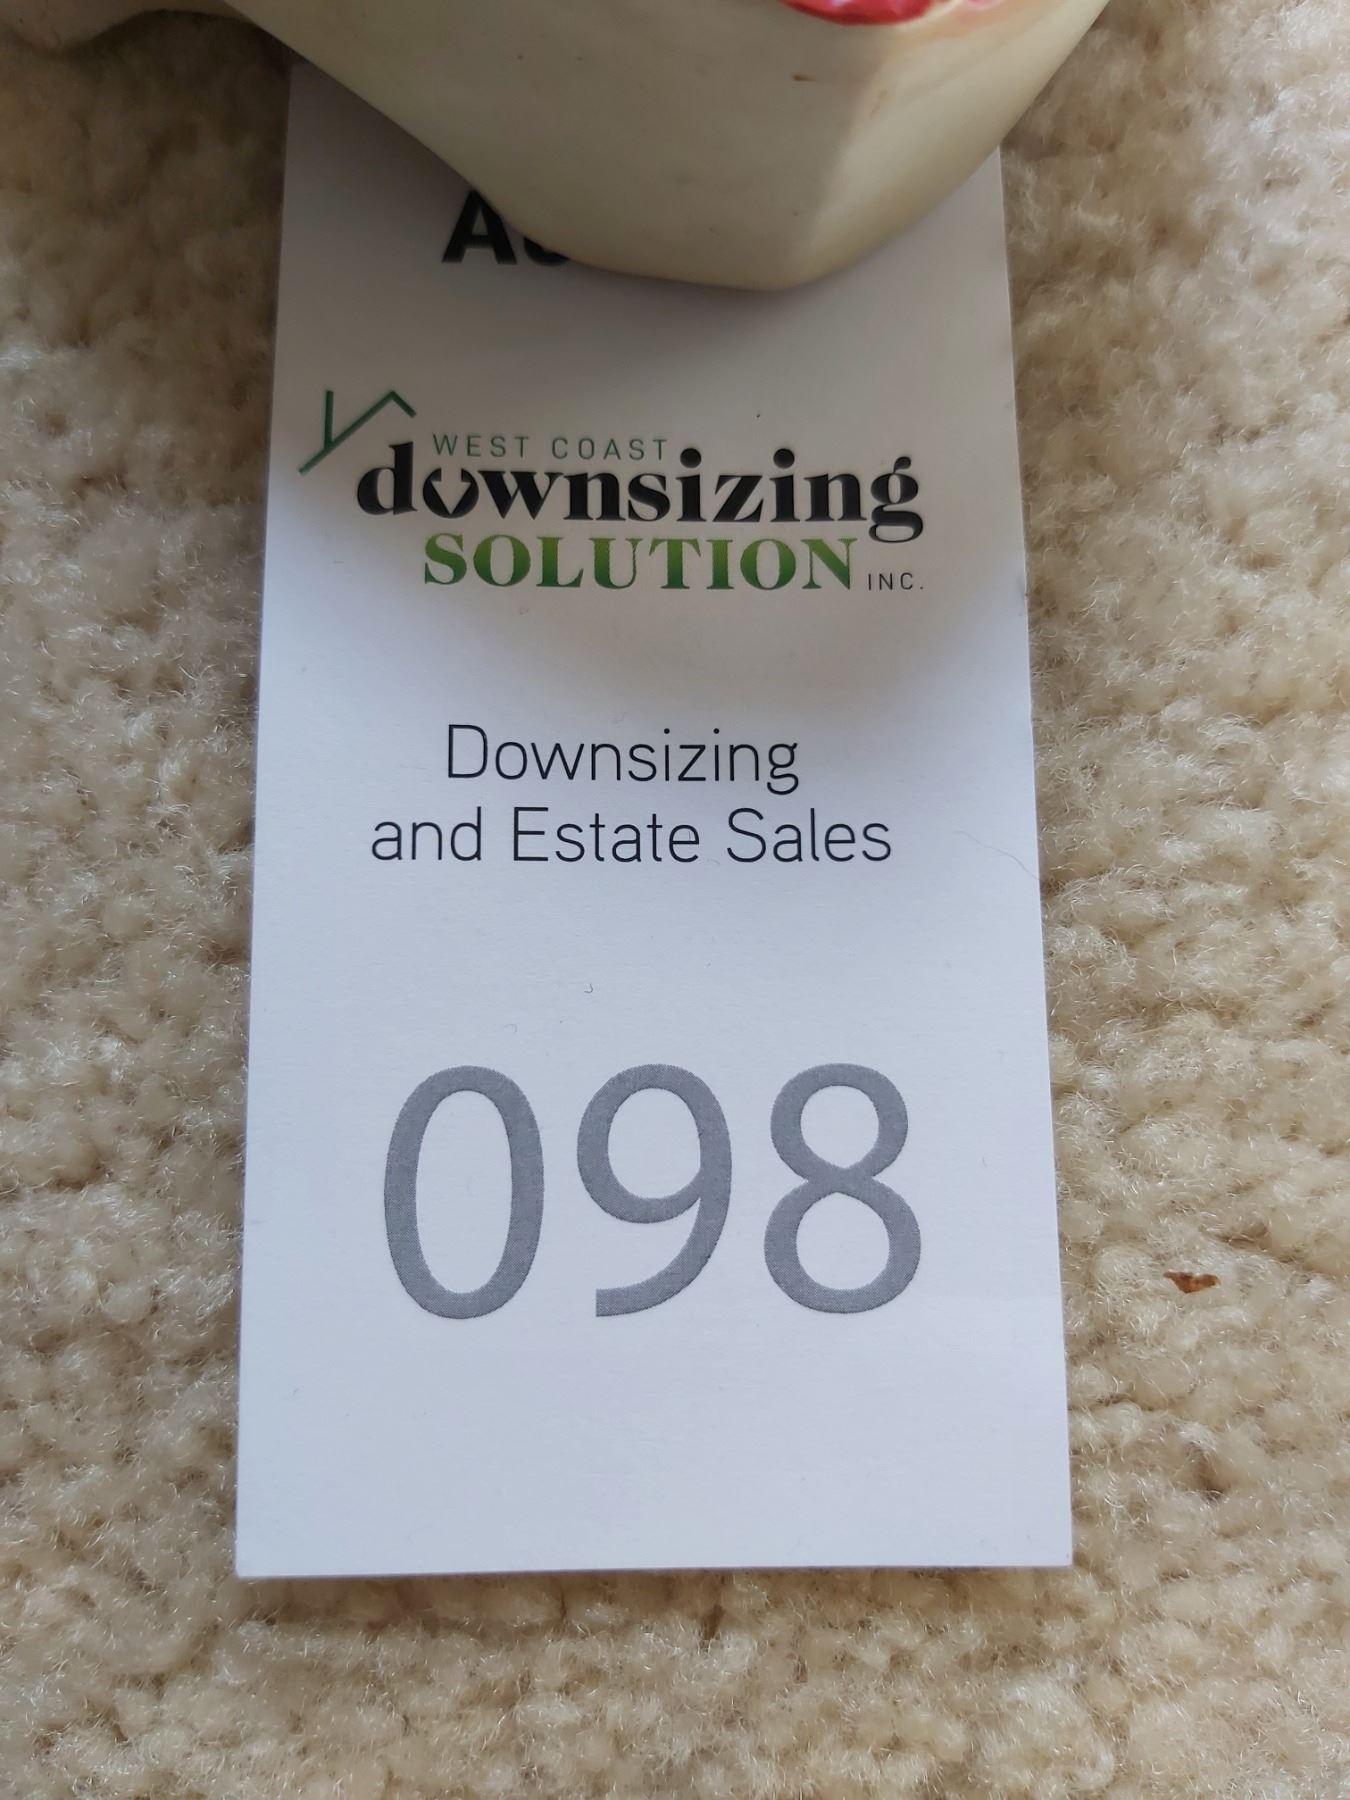 WEST COAST
downsizing
SOLUTION INC.
Downsizing
and Estate Sales
098